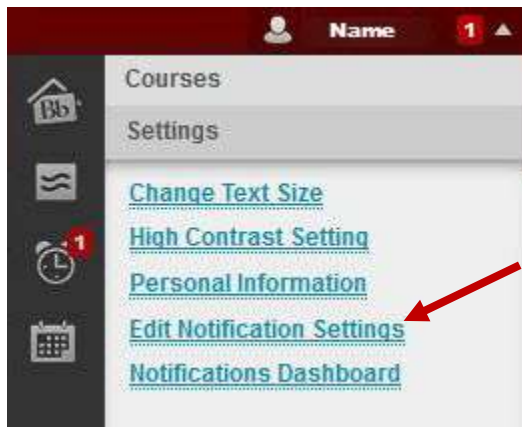 Name 1
Courses
Bb
Settings
Change Text Size
High Contrast Setting
1
Personal Information
Edit Notification Settings
Notifications Dashboard